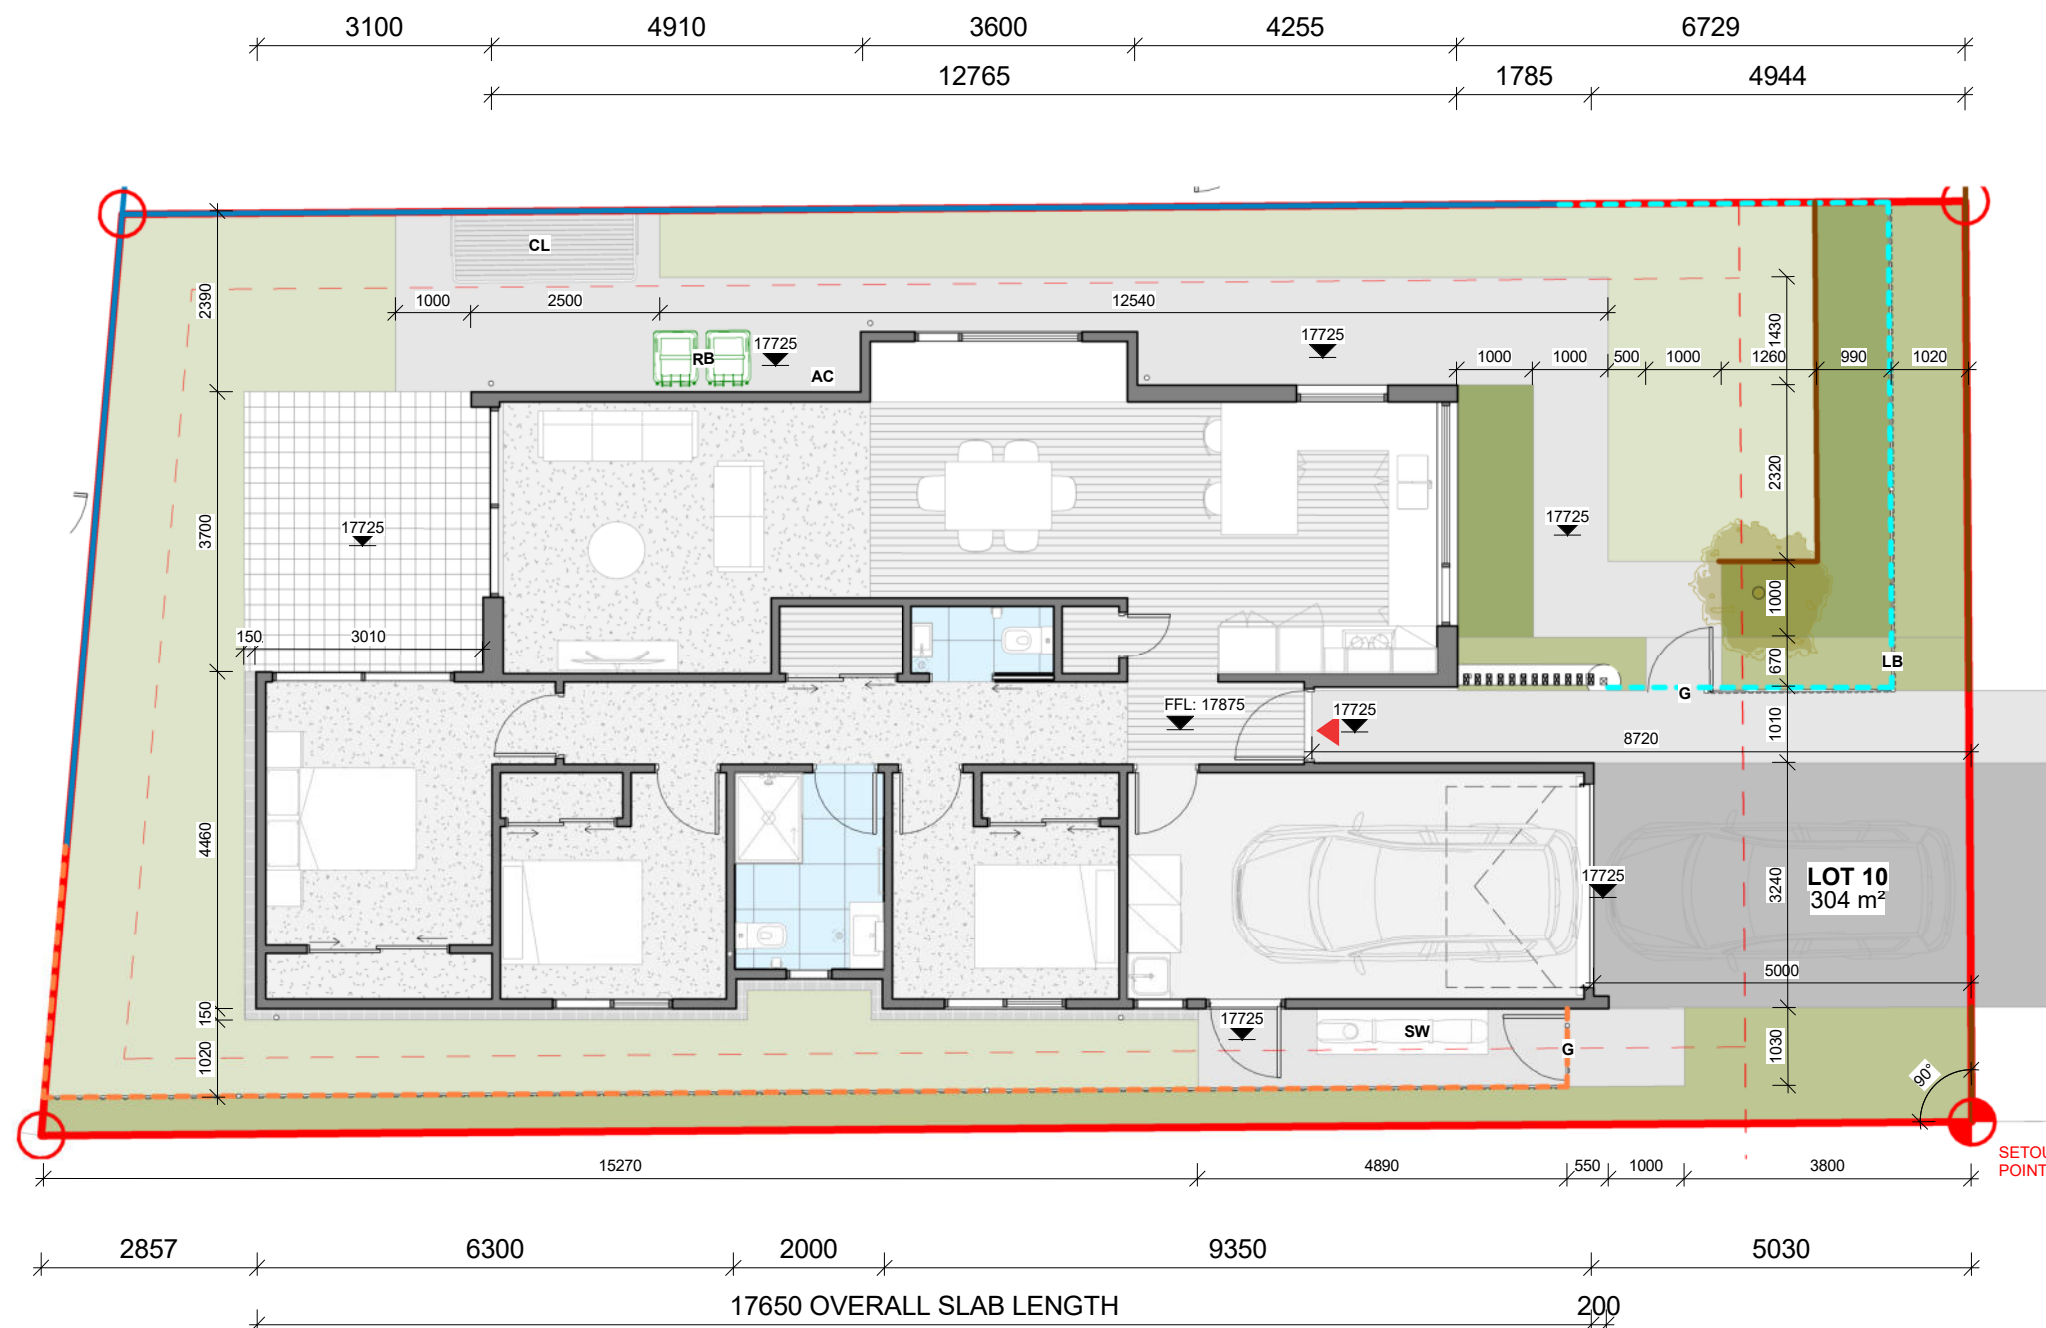 3100 4910 3600 4255 6729
12765 1785 4944
CL
1000 2500 12540
2390
1430
RB 17725
AC
17725
1000 1000 500 1000 1260 990 1020
2320
3700
17725
17725
1000
150 3010
670
LB
G
FFL: 17875
17725
1010
8720
4460
17725
LOT 10
304 m²
3240
5000
150
1020
17725
SW
G
1030
90°
15270 4890 550 1000 3800
SETOU
POINT
2857 6300 2000 9350 5030
17650 OVERALL SLAB LENGTH 200